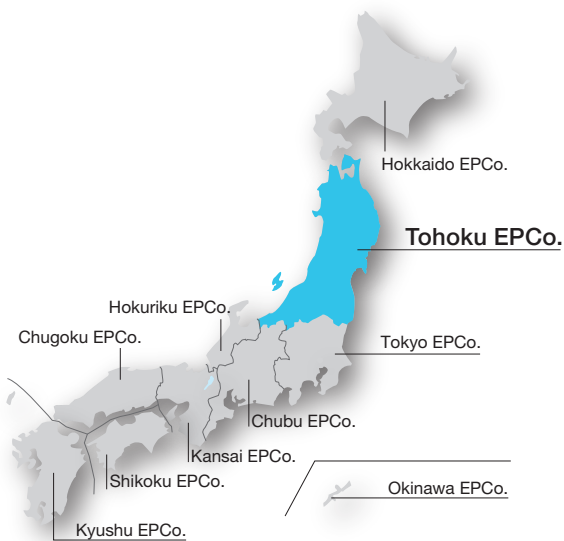 Hokkaido EPCo.
Tohoku EPCo.
Hokuriku EPCo.
Chugoku EPCo.
Tokyo EPCo.
Chubu EPCo.
Kansai EPCo.
Shikoku EPCo.
Okinawa EPCo.
Kyushu EPCo.